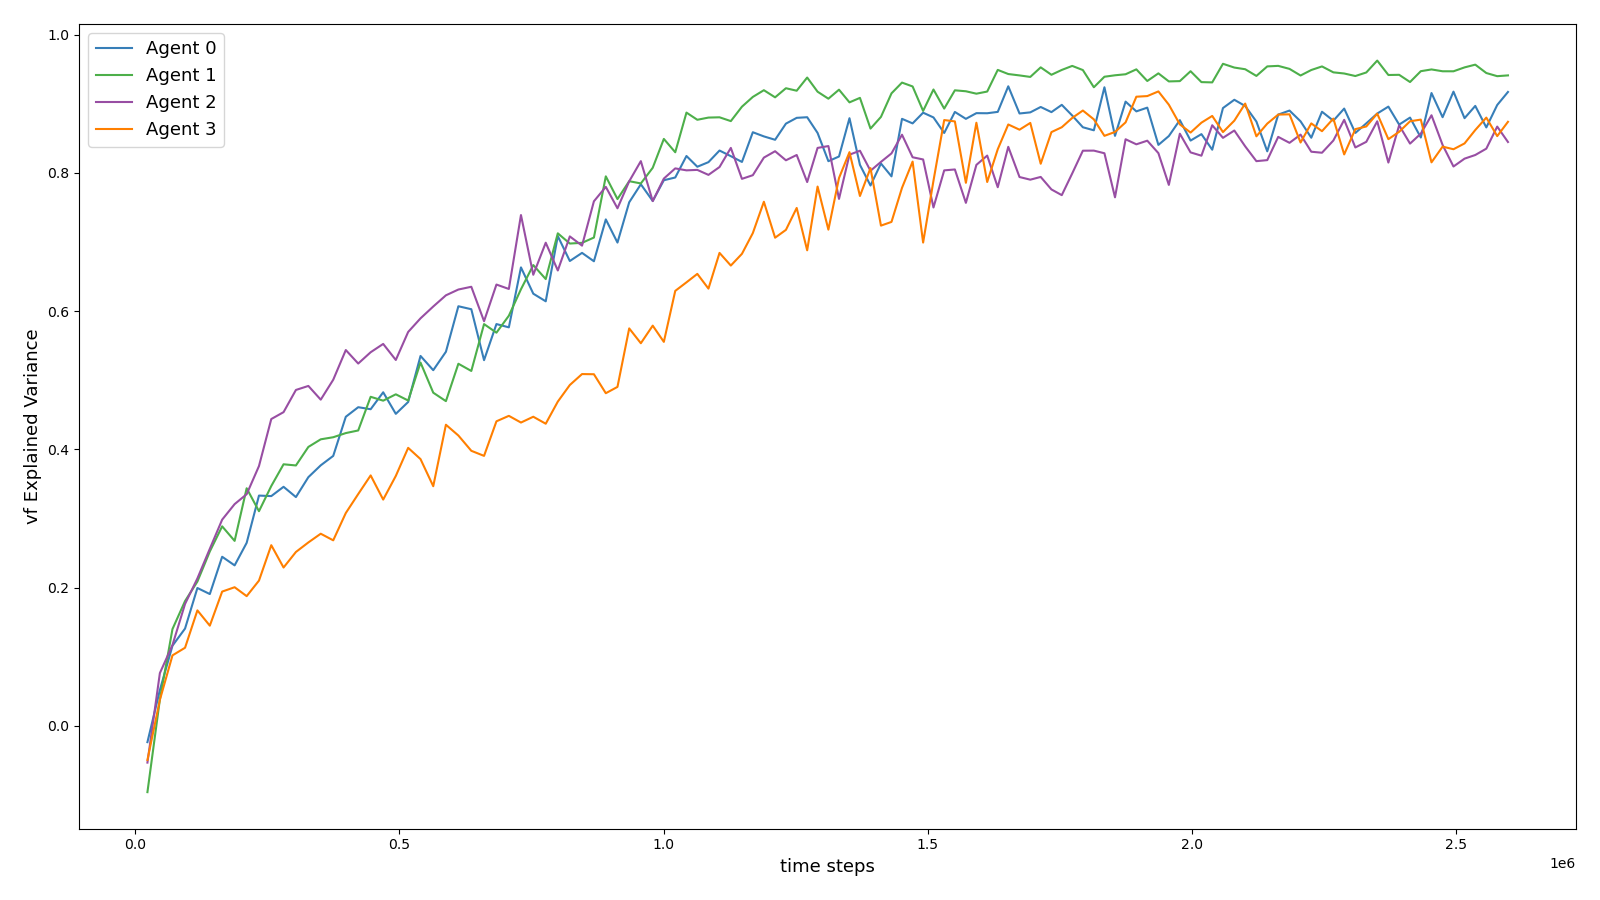 Agent 0
Agent 1
Agent 2
Agent 3
1.0
0.8
0.6
0.4
0.2
0.0
vf Explained Variance
0.0 0.5 1.0 1.5 2.0 2.5
1e6
time steps